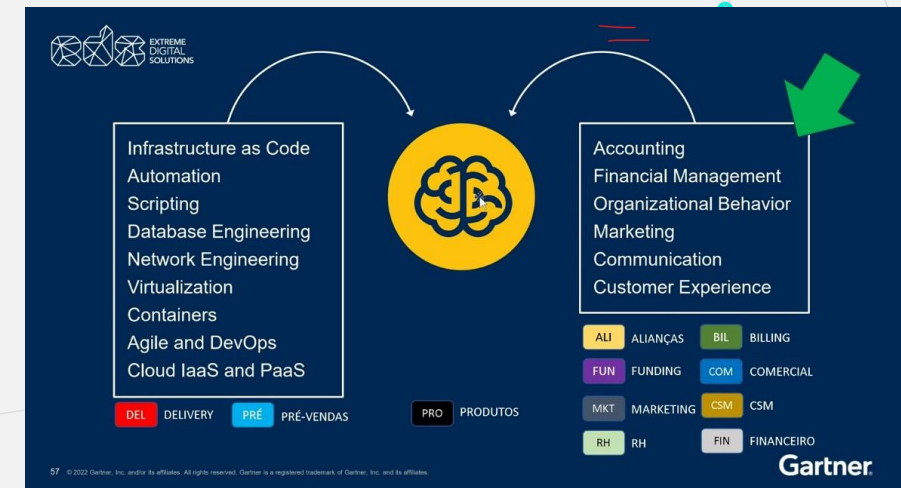 EXTREME
DIGITAL
SOLUTIONS
Infrastructure as Code
Automation
Scripting
Database Engineering
Network Engineering
Virtualization
Containers
Agile and DevOps
Cloud IaaS and PaaS
Accounting
Financial Management
Organizational Behavior
Marketing
Communication
Customer Experience
DEL DELIVERY
PRÉ PRÉ-VENDAS
PRO PRODUTOS
ALI ALIANÇAS
BIL BILLING
FUN FUNDING
COM COMERCIAL
MKT MARKETING
CSM CSM
RH RH
FIN FINANCEIRO
57 © 2022 Gartner, Inc. and/or its affiliates. All rights reserved. Gartner is a registered trademark of Gartner, Inc. and its affiliates.
Gartner